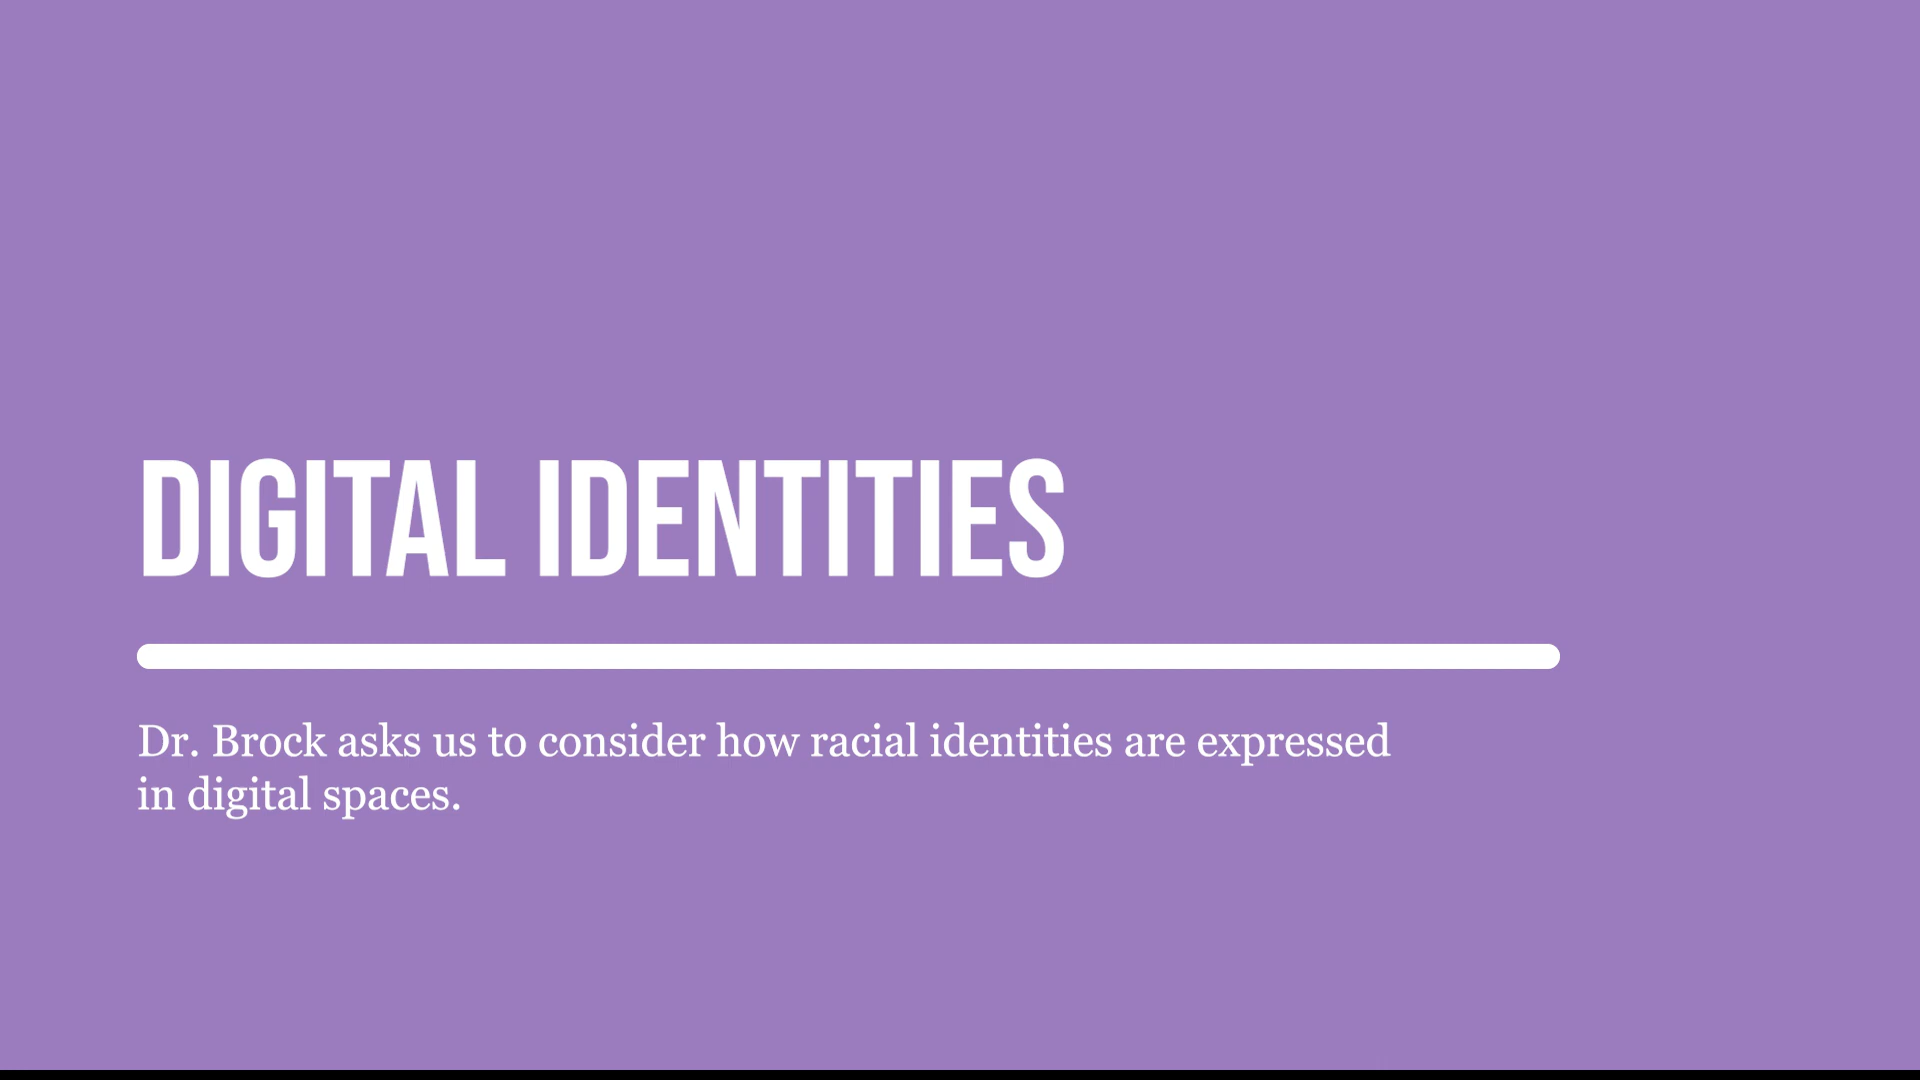 DIGITAL IDENTITIES
Dr. Brock asks us to consider how racial identities are expressed
in digital spaces.